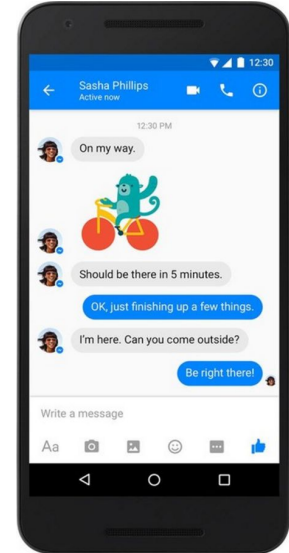 12:30
Sasha Phillips
Active now
12:30 PM
On my way.
Should be there in 5 minutes.
OK, just finishing up a few things.
I'm here. Can you come outside?
Be right there!
Write a message
Aa